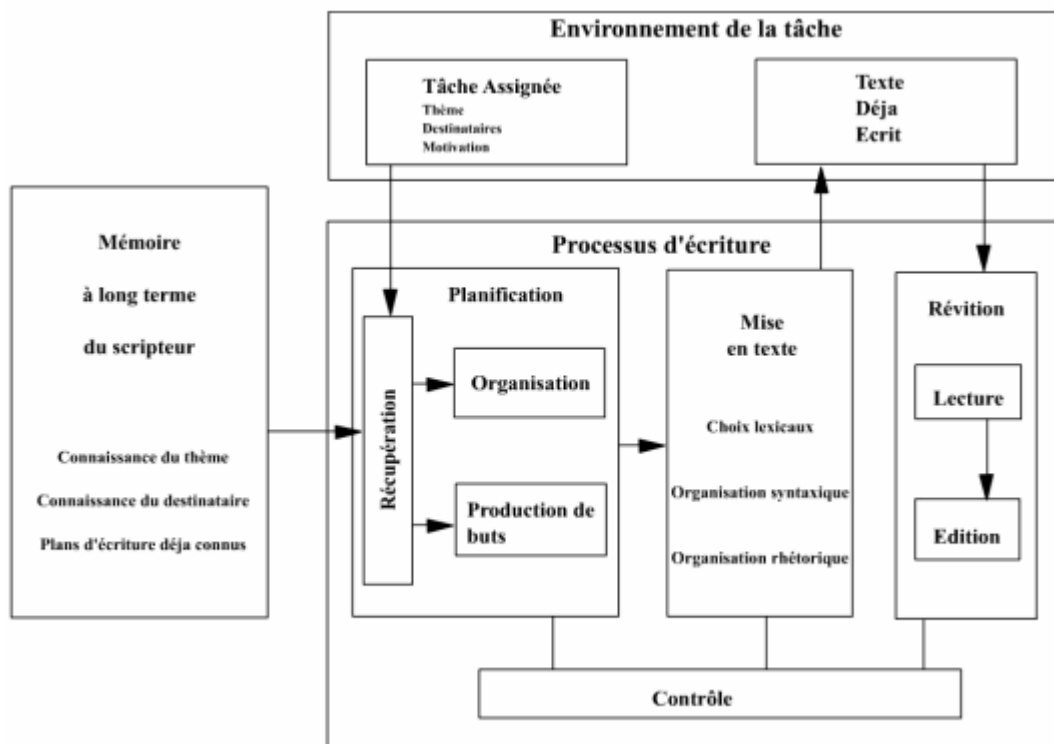 Environnement de la tâche
Tâche Assignée
Thème
Destinataires
Motivation
Texte
Déja
Ecrit
Mémoire
à long terme
du scripteur
Connaissance du thème
Connaissance du destinataire
Plans d'écriture déja connus
Processus d'écriture
Planification
Récupération
Organisation
Production de
buts
Mise
en texte
Choix lexicaux
Organisation syntaxique
Organisation rhétorique
Révition
Lecture
Edition
Contrôle